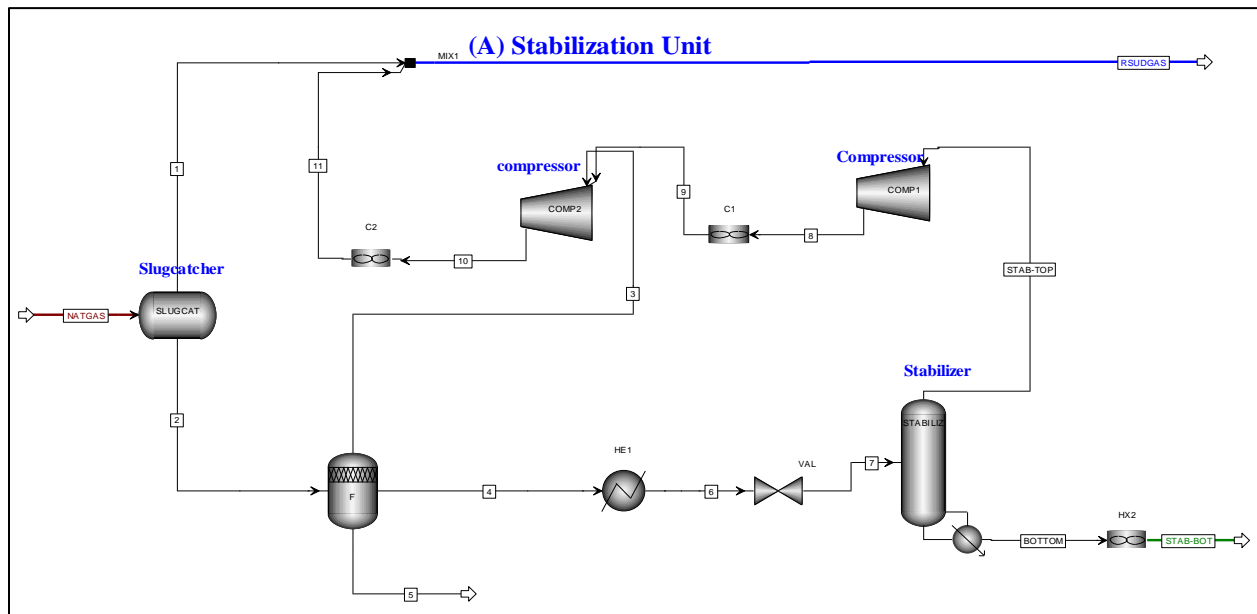 (A) Stabilization Unit
MIX1
RSUDGAS
1
11
compressor
Compressor
COMP1
9
COMP2
C1
8
C2
10
STAB-TOP
Slugcatcher
3
SLUGCAT
NATGAS
Stabilizer
2
STABILIZ
HE1
VAL
7
F
4
6
HX2
BOTTOM
STAB-BOT
5